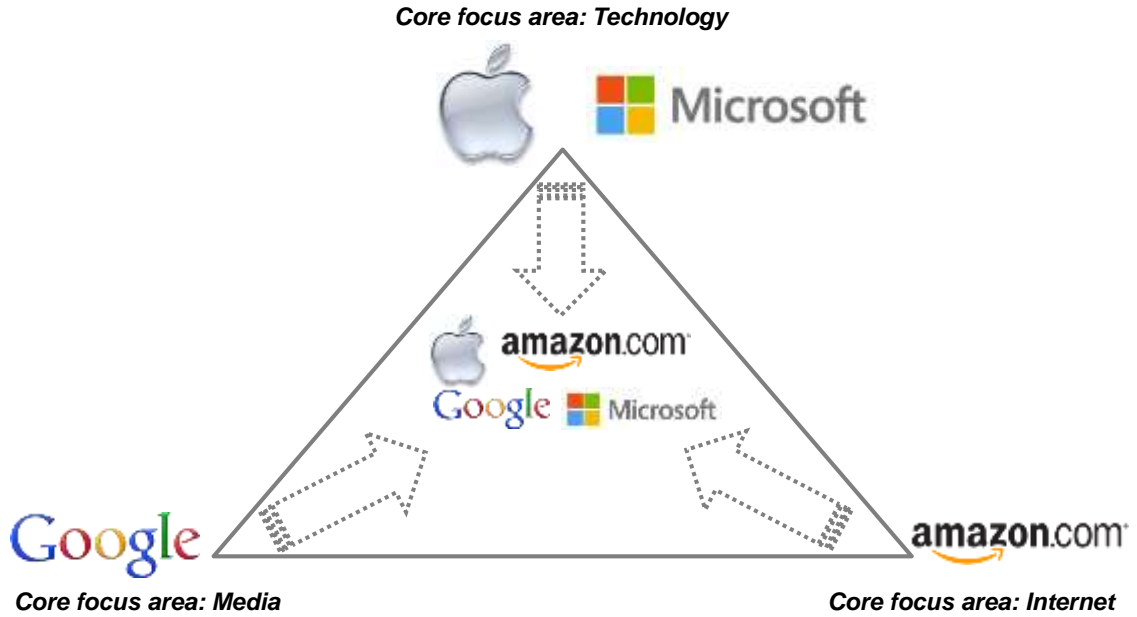 Core focus area: Technology
Microsoft
amazon.com
Google Microsoft
Google
amazon.com
Core focus area: Media
Core focus area: Internet